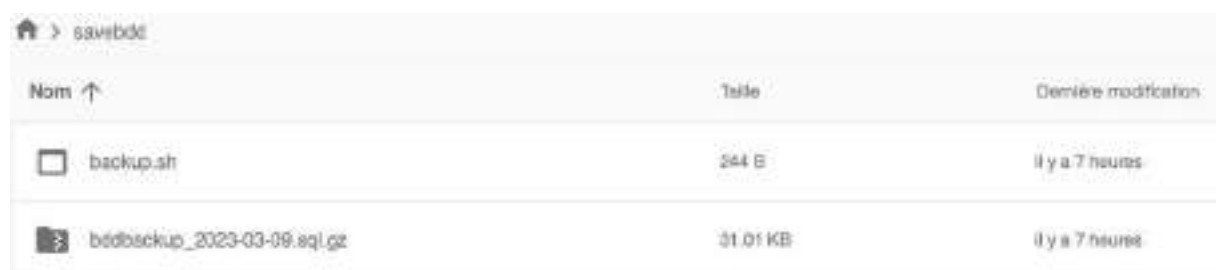 > savebdd
Nom ↑ Taille Dernière modification
backup.sh 244 B il y a 7 heures
bddbackup_2023-03-09.sql.gz 31.01 KB il y a 7 heures